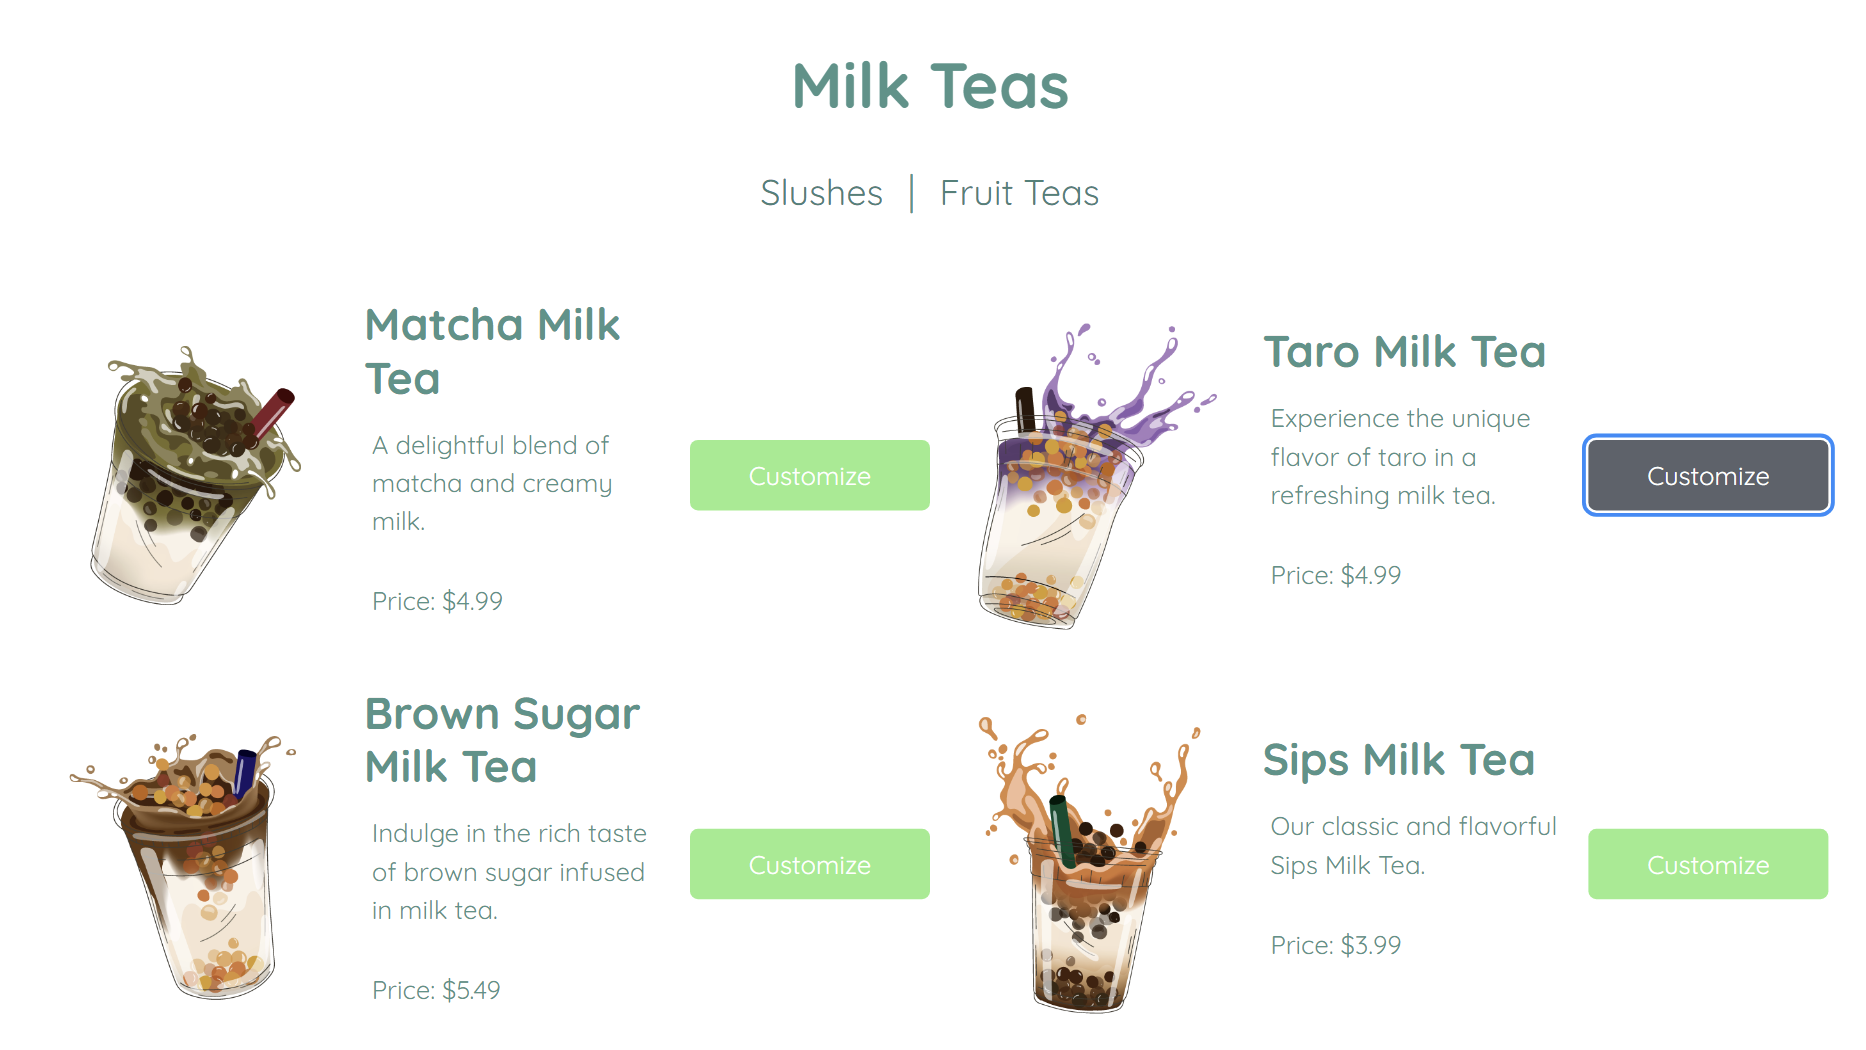 Milk Teas
Slushes | Fruit Teas
Matcha Milk
Tea
A delightful blend of
matcha and creamy
milk.
Price: $4.99
Customize
Taro Milk Tea
Experience the unique
flavor of taro in a
refreshing milk tea.
Price: $4.99
Customize
Brown Sugar
Milk Tea
Indulge in the rich taste
of brown sugar infused
in milk tea.
Price: $5.49
Customize
Sips Milk Tea
Our classic and flavorful
Sips Milk Tea.
Price: $3.99
Customize